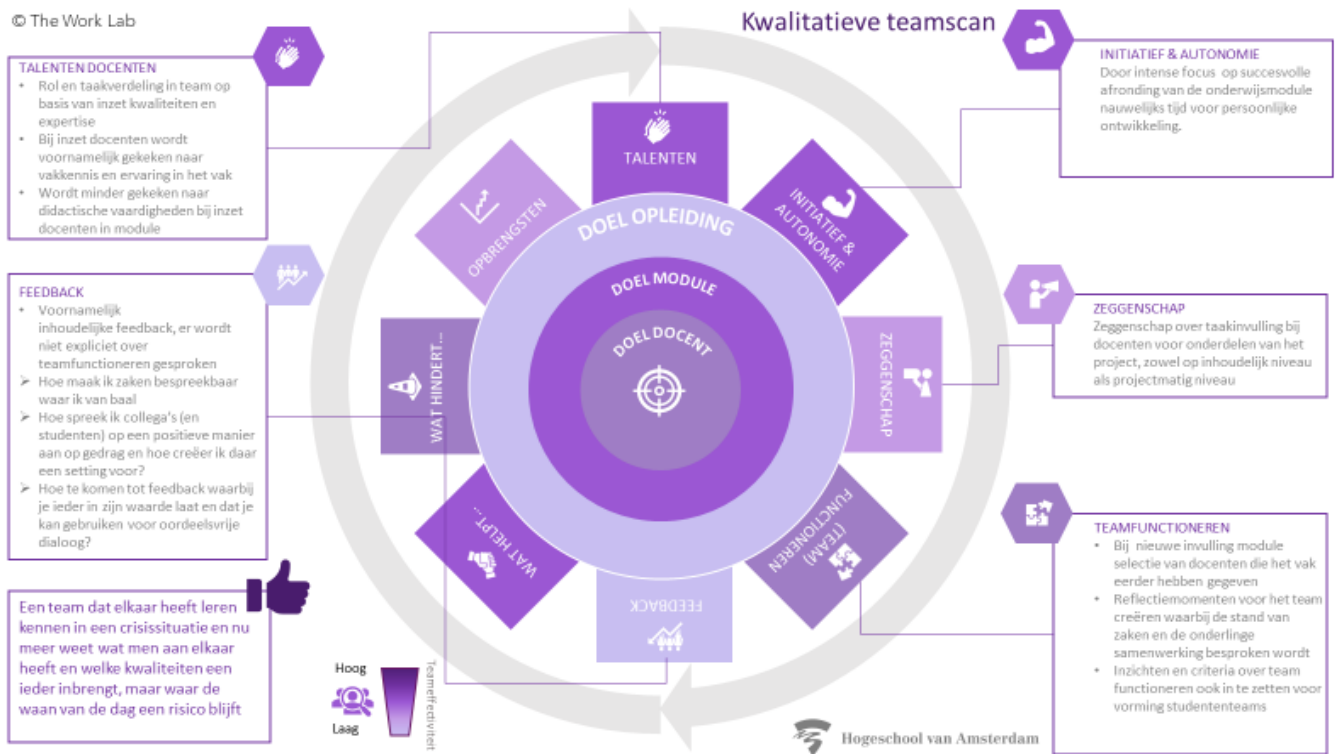 © The Work Lab
Kwalitatieve teamscan
TALENTEN DOCENTEN
• Rol en taakverdeling in team op
basis van inzet kwaliteiten en
expertise
• Bij inzet docenten wordt
voornamelijk gekeken naar
vakkennis en ervaring in het vak
• Wordt minder gekeken naar
didactische vaardigheden bij inzet
docenten in module
FEEDBACK
• Voornamelijk
inhoudelijke feedback, er wordt
niet expliciet over
teamfunctioneren gesproken
➢ Hoe maak ik zaken bespreekbaar
waar ik van baal
➢ Hoe spreek ik collega's (en
studenten) op een positieve manier
aan op gedrag en hoe creëer ik daar
een setting voor?
➢ Hoe te komen tot feedback waarbij
je ieder in zijn waarde laat en dat je
kan gebruiken voor oordeelsvrije
dialoog?
Een team dat elkaar heeft leren
kennen in een crisissituatie en nu
meer weet wat men aan elkaar
heeft en welke kwaliteiten een
ieder inbrengt, maar waar de
waan van de dag een risico blijft
TALENTEN
INITIATIEF &
AUTONOMIE
ZEGGENSCHAP
(TEAM)
FUNCTIONEREN
FEEDBACK
WAT HELPT...
WAT HINDERT...
OPBRENGSTEN
DOEL OPLEIDING
DOEL MODULE
DOEL DOCENT
Hoog
Laag
Teameffectiviteit
INITIATIEF & AUTONOMIE
Door intense focus op succesvolle
afronding van de onderwijsmodule
nauwelijks tijd voor persoonlijke
ontwikkeling.
ZEGGENSCHAP
Zeggenschap over taakinvulling bij
docenten voor onderdelen van het
project, zowel op inhoudelijk niveau
als projectmatig niveau
TEAMFUNCTIONEREN
• Bij nieuwe invulling module
selectie van docenten die het vak
eerder hebben gegeven
• Reflectiemomenten voor het team
creëren waarbij de stand van
zaken en de onderlinge
samenwerking besproken wordt
• Inzichten en criteria over team
functioneren ook in te zetten voor
vorming studententeams
Hogeschool van Amsterdam